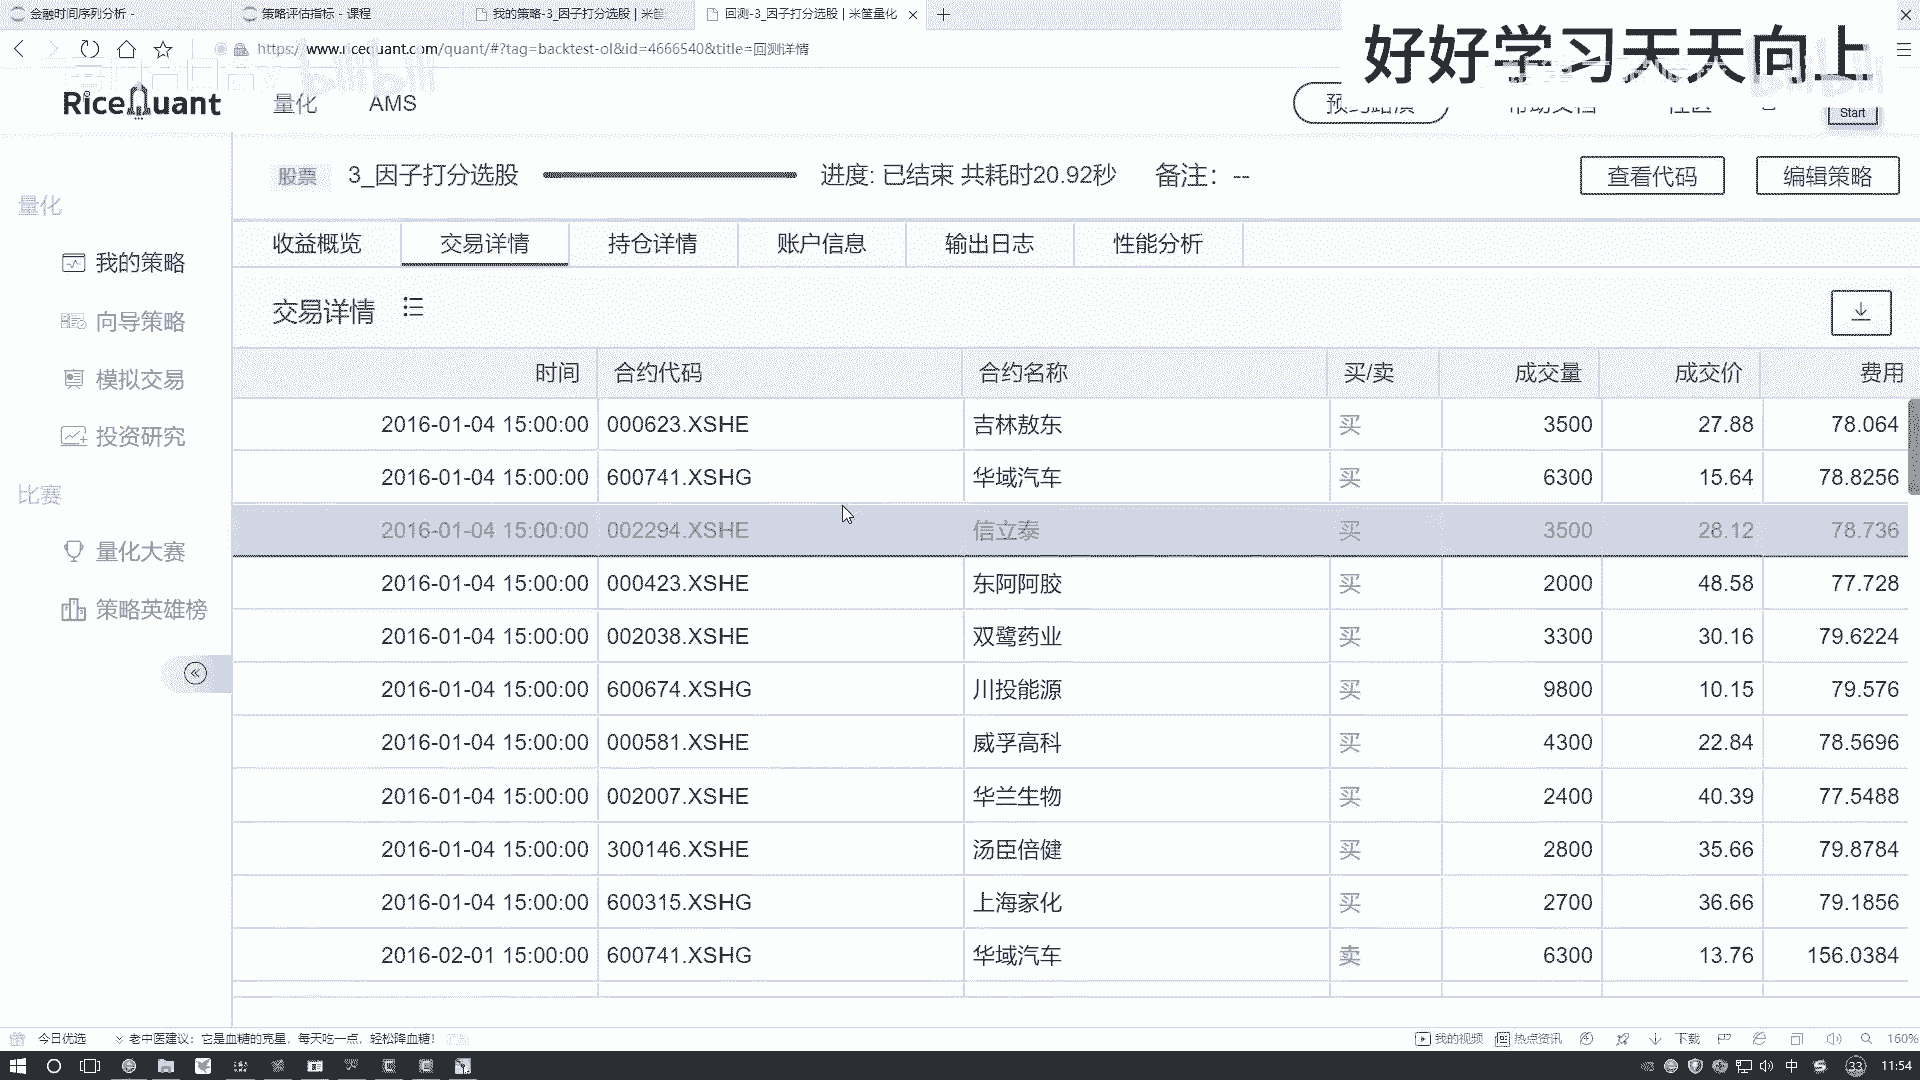 金融时间序列分析 -
策略评估指标 - 课程
我的策略-3_因子打分选股 | 米筐
回测-3_因子打分选股 | 米筐量化
好好学习天天向上
https://www.ricequant.com/quant/#?tag=backtest-ol&id=4666540&title=回测详情
bilibili
RiceQuant
量化
AMS
Start
股票
3_因子打分选股
进度: 已结束 共耗时20.92秒
备注: --
查看代码
编辑策略
量化
我的策略
向导策略
模拟交易
投资研究
比赛
量化大赛
策略英雄榜
收益概览
交易详情
持仓详情
账户信息
输出日志
性能分析
交易详情
时间 合约代码 合约名称 买/卖 成交量 成交价 费用
2016-01-04 15:00:00 000623.XSHE 吉林敖东 买 3500 27.88 78.064
2016-01-04 15:00:00 600741.XSHG 华域汽车 买 6300 15.64 78.8256
2016-01-04 15:00:00 002294.XSHE 信立泰 买 3500 28.12 78.736
2016-01-04 15:00:00 000423.XSHE 东阿阿胶 买 2000 48.58 77.728
2016-01-04 15:00:00 002038.XSHE 双鹭药业 买 3300 30.16 79.6224
2016-01-04 15:00:00 600674.XSHG 川投能源 买 9800 10.15 79.576
2016-01-04 15:00:00 000581.XSHE 威孚高科 买 4300 22.84 78.5696
2016-01-04 15:00:00 002007.XSHE 华兰生物 买 2400 40.39 77.5488
2016-01-04 15:00:00 300146.XSHE 汤臣倍健 买 2800 35.66 79.8784
2016-01-04 15:00:00 600315.XSHG 上海家化 买 2700 36.66 79.1856
2016-02-01 15:00:00 600741.XSHG 华域汽车 卖 6300 13.76 156.0384
今日优选
老中医建议：它是血糖的克星，每天吃一点，轻松降血糖！
我的视频
热点资讯
下载
160%
中
33
11:54